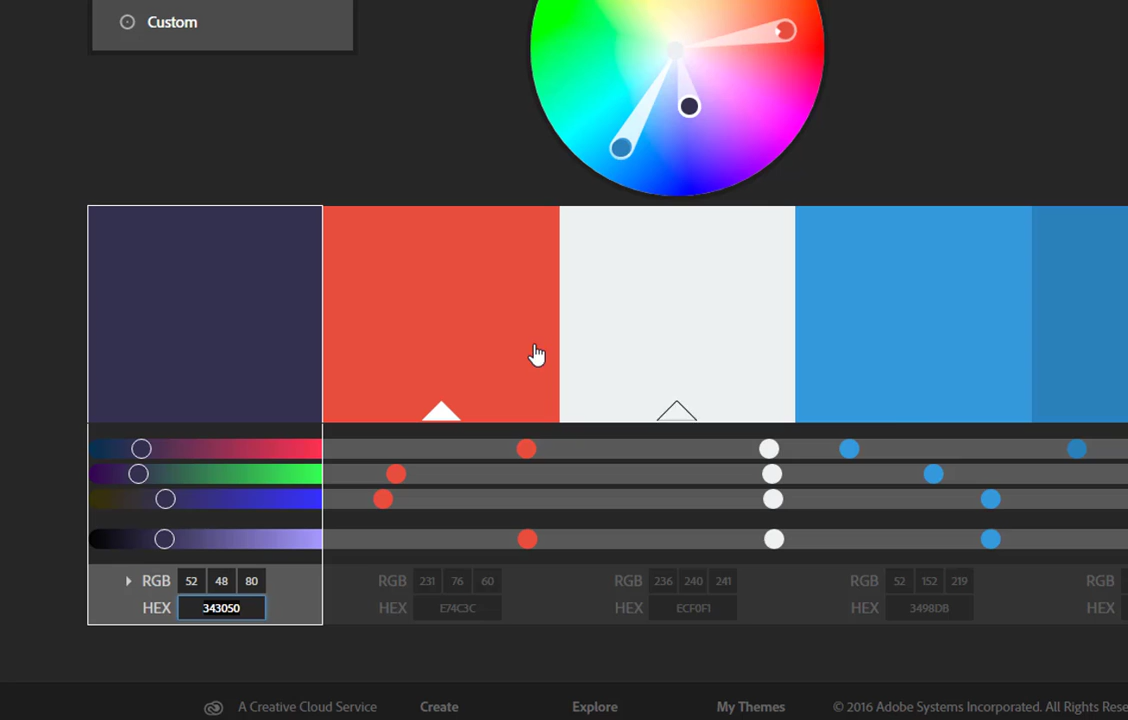 Custom
RGB 52 48 80
HEX 343050
RGB 231 76 60
HEX E74C3C
RGB 236 240 241
HEX ECF0F1
RGB 52 152 219
HEX 3498DB
RGB
HEX
A Creative Cloud Service Create Explore My Themes © 2016 Adobe Systems Incorporated. All Rights Rese